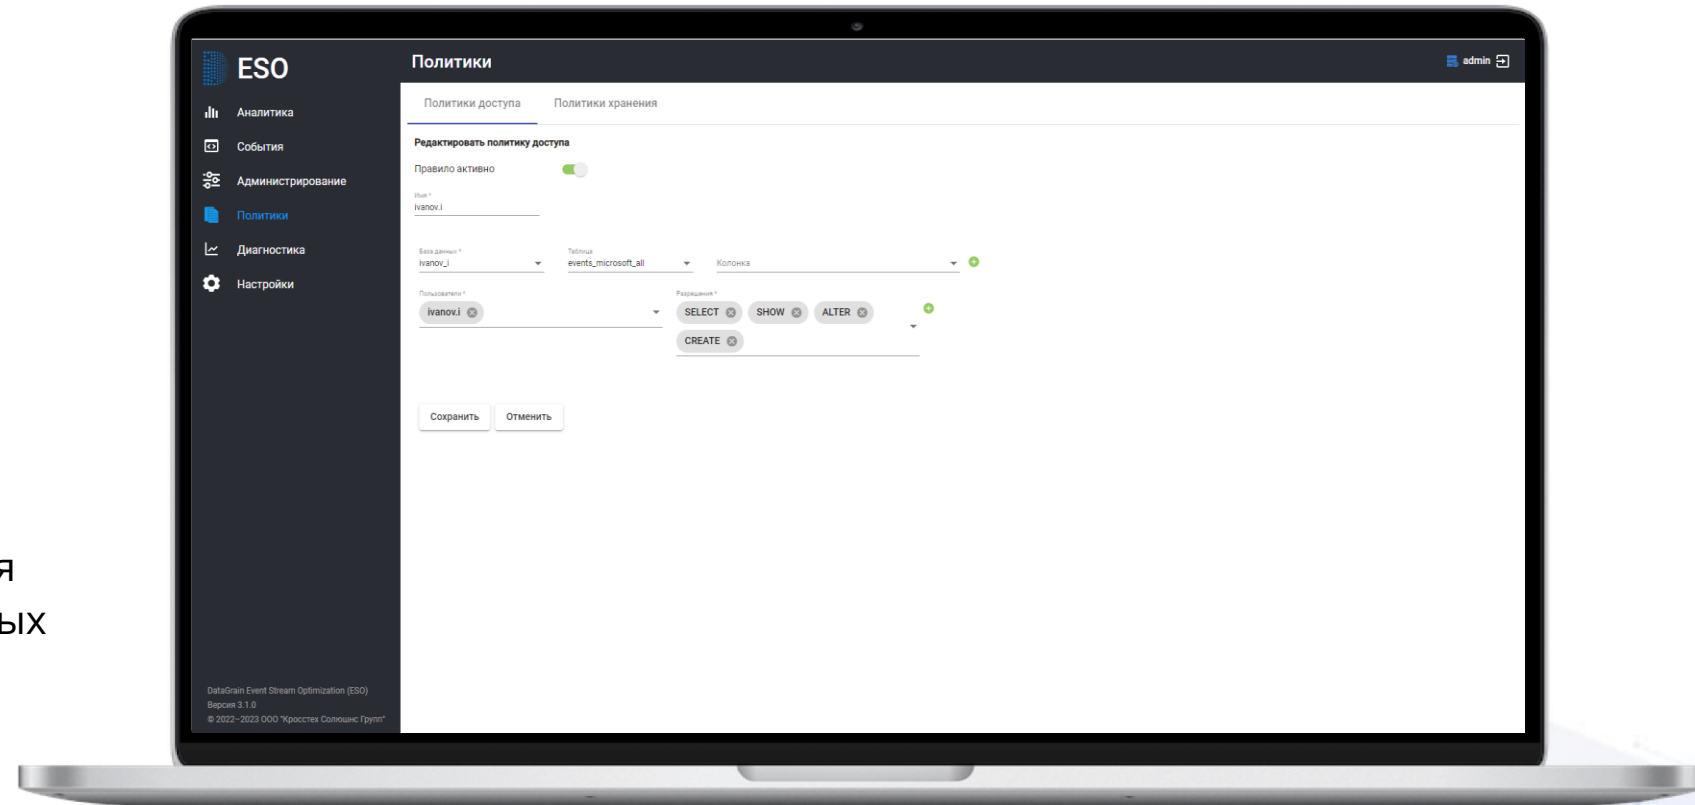 ESO
Политики
admin
Аналитика
События
Администрирование
Политики
Диагностика
Настройки
Политики доступа
Политики хранения
Редактировать политику доступа
Правило активно
Имя *
ivanov.i
База данных *
Таблица
ivanov_i
events_microsoft_all
Колонка
Пользователи *
Разрешения *
ivanov.i
SELECT
SHOW
ALTER
CREATE
Сохранить
Отменить
я
ых
DataGrain Event Stream Optimization (ESO)
Версия 3.1.0
© 2022–2023 ООО "Кросстех Солюшнс Групп"